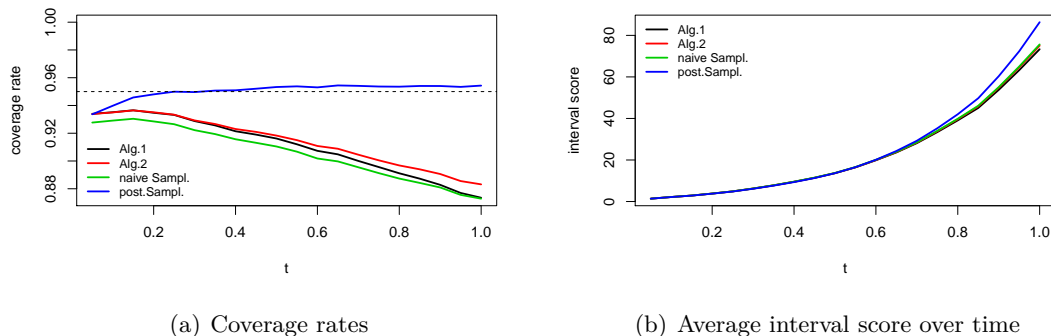 1.00
0.96
0.92
0.88
coverage rate
Alg.1
Alg.2
naive Sampl.
post.Sampl.
0.2 0.4 0.6 0.8 1.0
t
(a) Coverage rates
80
60
40
20
0
interval score
Alg.1
Alg.2
naive Sampl.
post.Sampl.
0.2 0.4 0.6 0.8 1.0
t
(b) Average interval score over time